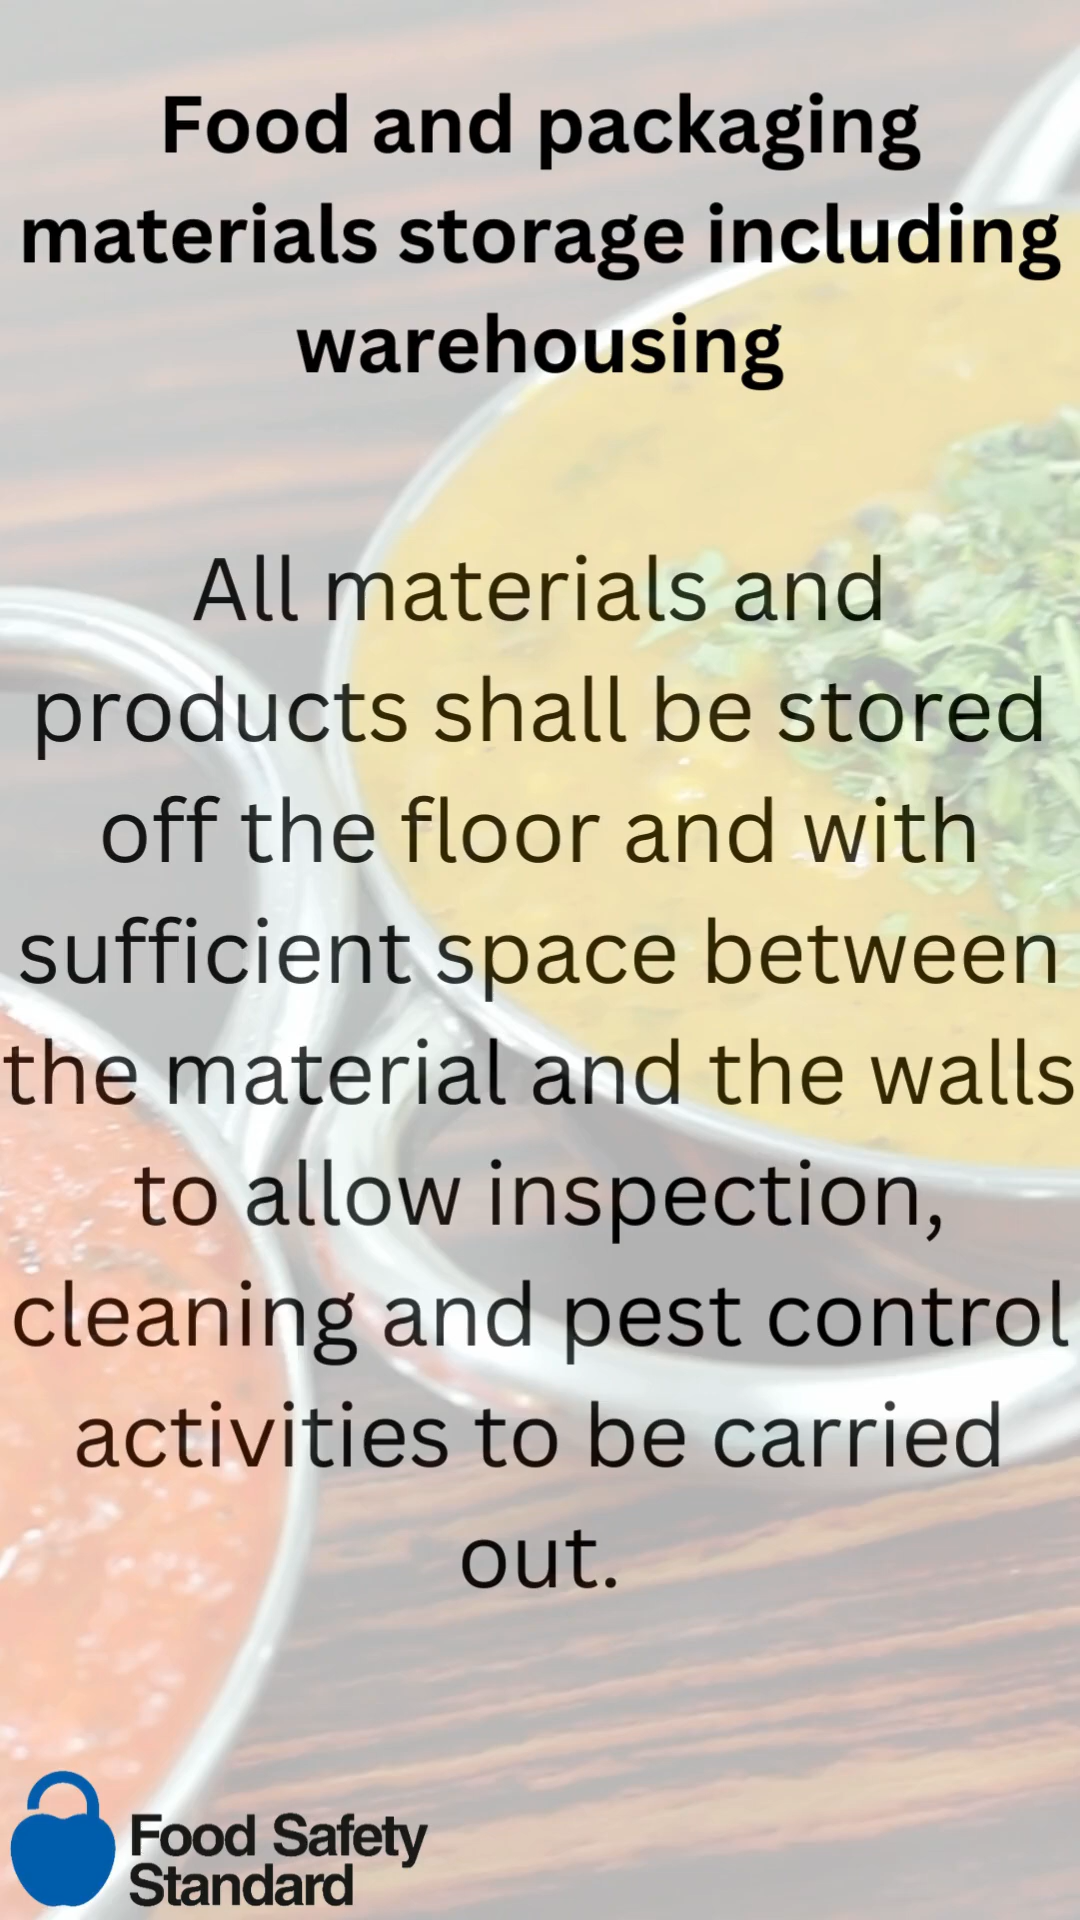 Food and packaging
materials storage including
warehousing
All materials and
products shall be stored
off the floor and with
sufficient space between
the material and the walls
to allow inspection,
cleaning and pest control
activities to be carried
out.
Food Safety
Standard